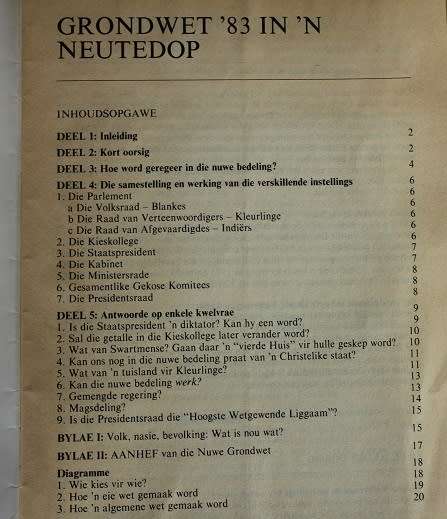 GRONDWET '83 IN 'N
NEUTEDOP
INHOUDSOPGAWE
DEEL 1: Inleiding 2
DEEL 2: Kort oorsig 2
DEEL 3: Hoe word geregeer in die nuwe bedeling? 4
DEEL 4: Die samestelling en werking van die verskillende instellings 6
1. Die Parlement 6
a Die Volksraad – Blankes 6
b Die Raad van Verteenwoordigers – Kleurlinge 6
c Die Raad van Afgevaardigdes – Indiërs 6
2. Die Kieskollege 6
3. Die Staatspresident 7
4. Die Kabinet 7
5. Die Ministersrade 8
6. Gesamentlike Gekose Komitees 8
7. Die Presidentsraad 8
DEEL 5: Antwoorde op enkele kwelvrae 9
1. Is die Staatspresident 'n diktator? Kan hy een word? 9
2. Sal die getalle in die Kieskollege later verander word? 10
3. Wat van Swartmense? Gaan daar 'n "vierde Huis" vir hulle geskep word? 10
4. Kan ons nog in die nuwe bedeling praat van 'n Christelike staat? 11
5. Wat van 'n tuisland vir Kleurlinge? 11
6. Kan die nuwe bedeling werk? 13
7. Gemengde regering? 13
8. Magsdeling? 14
9. Is die Presidentsraad die "Hoogste Wetgewende Liggaam"? 15
BYLAE I: Volk, nasie, bevolking: Wat is nou wat? 15
BYLAE II: AANHEF van die Nuwe Grondwet 17
Diagramme 18
1. Wie kies vir wie? 18
2. Hoe 'n eie wet gemaak word 19
3. Hoe 'n algemene wet gemaak word 20